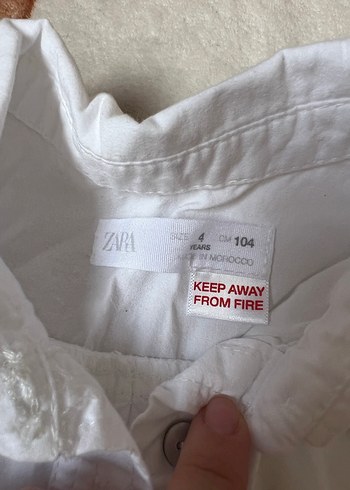 ZARA
SIZE 4 YEARS CM 104
MADE IN MOROCCO
KEEP AWAY
FROM FIRE